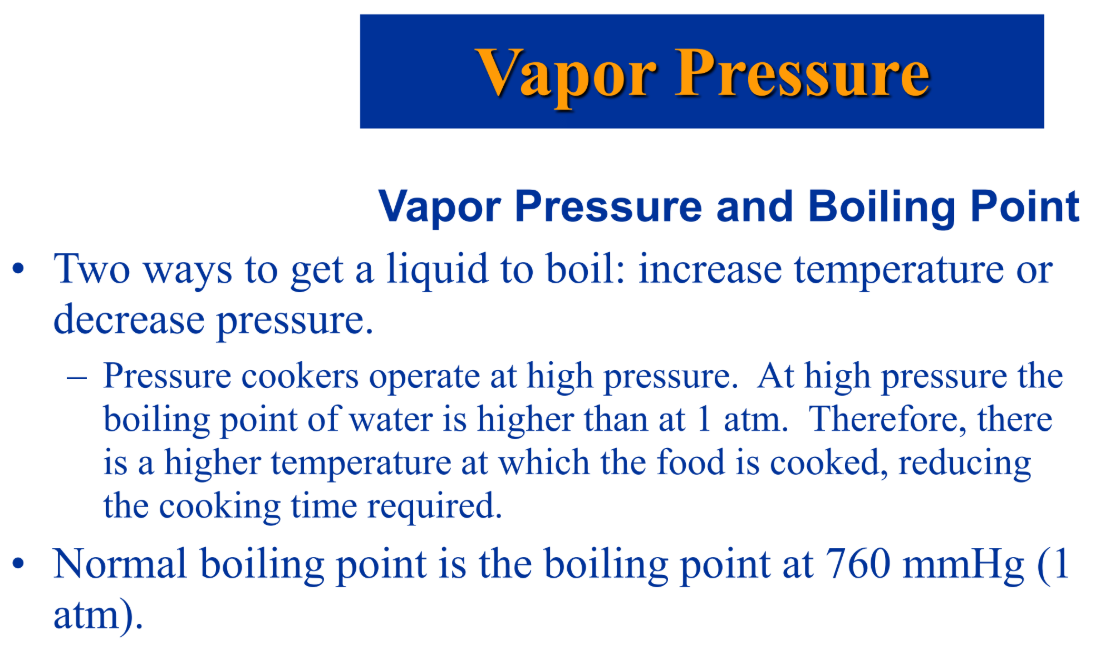 Vapor Pressure
Vapor Pressure and Boiling Point
• Two ways to get a liquid to boil: increase temperature or
decrease pressure.
– Pressure cookers operate at high pressure.  At high pressure the
boiling point of water is higher than at 1 atm.  Therefore, there
is a higher temperature at which the food is cooked, reducing
the cooking time required.
• Normal boiling point is the boiling point at 760 mmHg (1
atm).